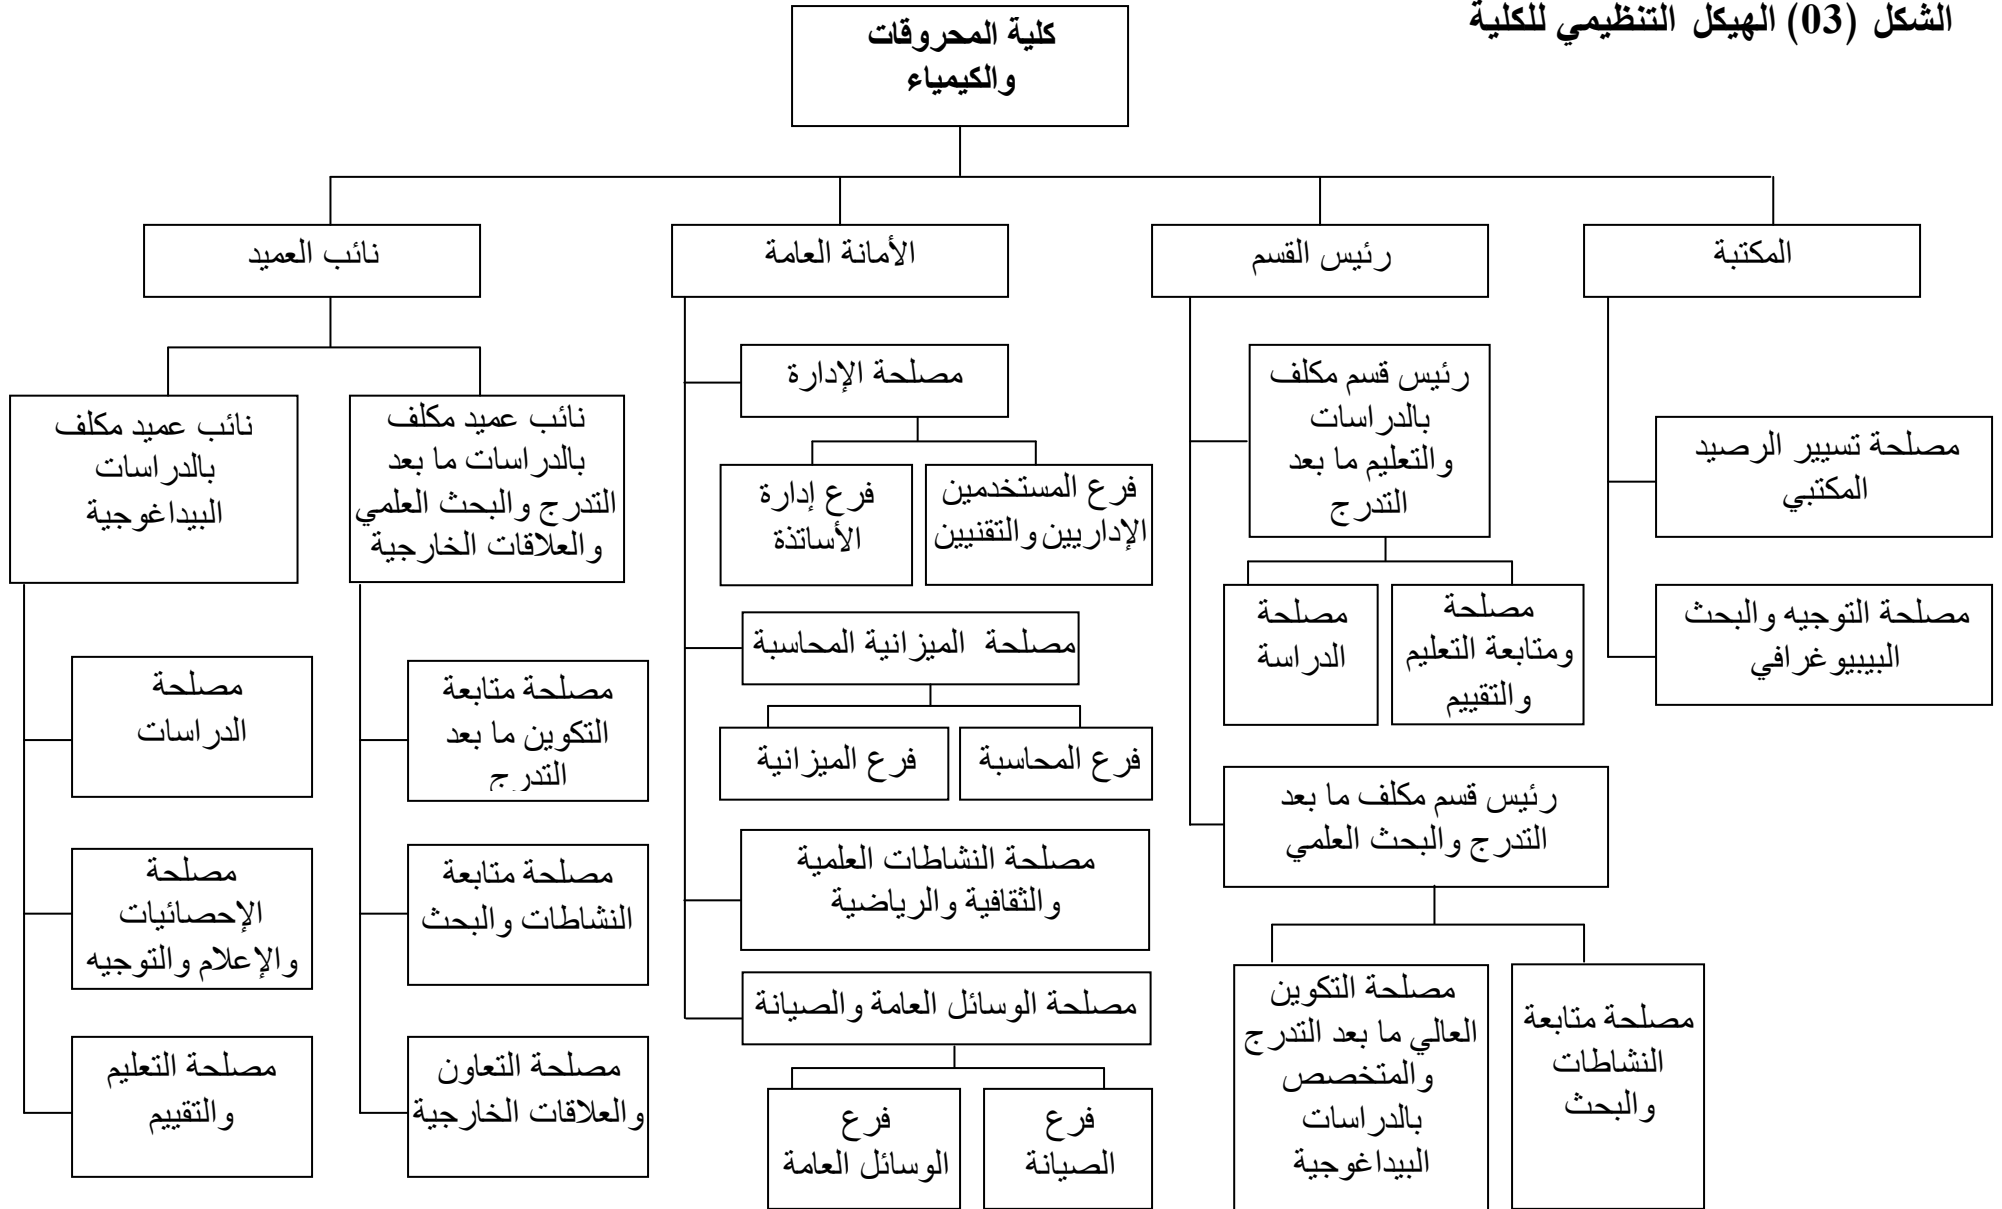 الشكل (03) الهيكل التنظيمي للكلية
كلية المحروقات
والكيمياء
المكتبة
رئيس القسم
الأمانة العامة
نائب العميد
مصلحة تسيير الرصيد
المكتبي
مصلحة التوجيه والبحث
البيبيوغرافي
رئيس قسم مكلف
بالدراسات
والتعليم ما بعد
التدرج
مصلحة
ومتابعة التعليم
والتقييم
مصلحة
الدراسة
رئيس قسم مكلف ما بعد
التدرج والبحث العلمي
مصلحة متابعة
النشاطات
والبحث
مصلحة التكوين
العالي ما بعد التدرج
والمتخصص
بالدراسات
البيداغوجية
مصلحة الإدارة
فرع المستخدمين
الإداريين والتقنيين
فرع إدارة
الأساتذة
مصلحة الميزانية المحاسبة
فرع المحاسبة
فرع الميزانية
مصلحة النشاطات العلمية
والثقافية والرياضية
مصلحة الوسائل العامة والصيانة
فرع
الصيانة
فرع
الوسائل العامة
نائب عميد مكلف
بالدراسات ما بعد
التدرج والبحث العلمي
والعلاقات الخارجية
مصلحة متابعة
التكوين ما بعد
التدرج
مصلحة متابعة
النشاطات والبحث
مصلحة التعاون
والعلاقات الخارجية
نائب عميد مكلف
بالدراسات
البيداغوجية
مصلحة
الدراسات
مصلحة
الإحصائيات
والإعلام والتوجيه
مصلحة التعليم
والتقييم